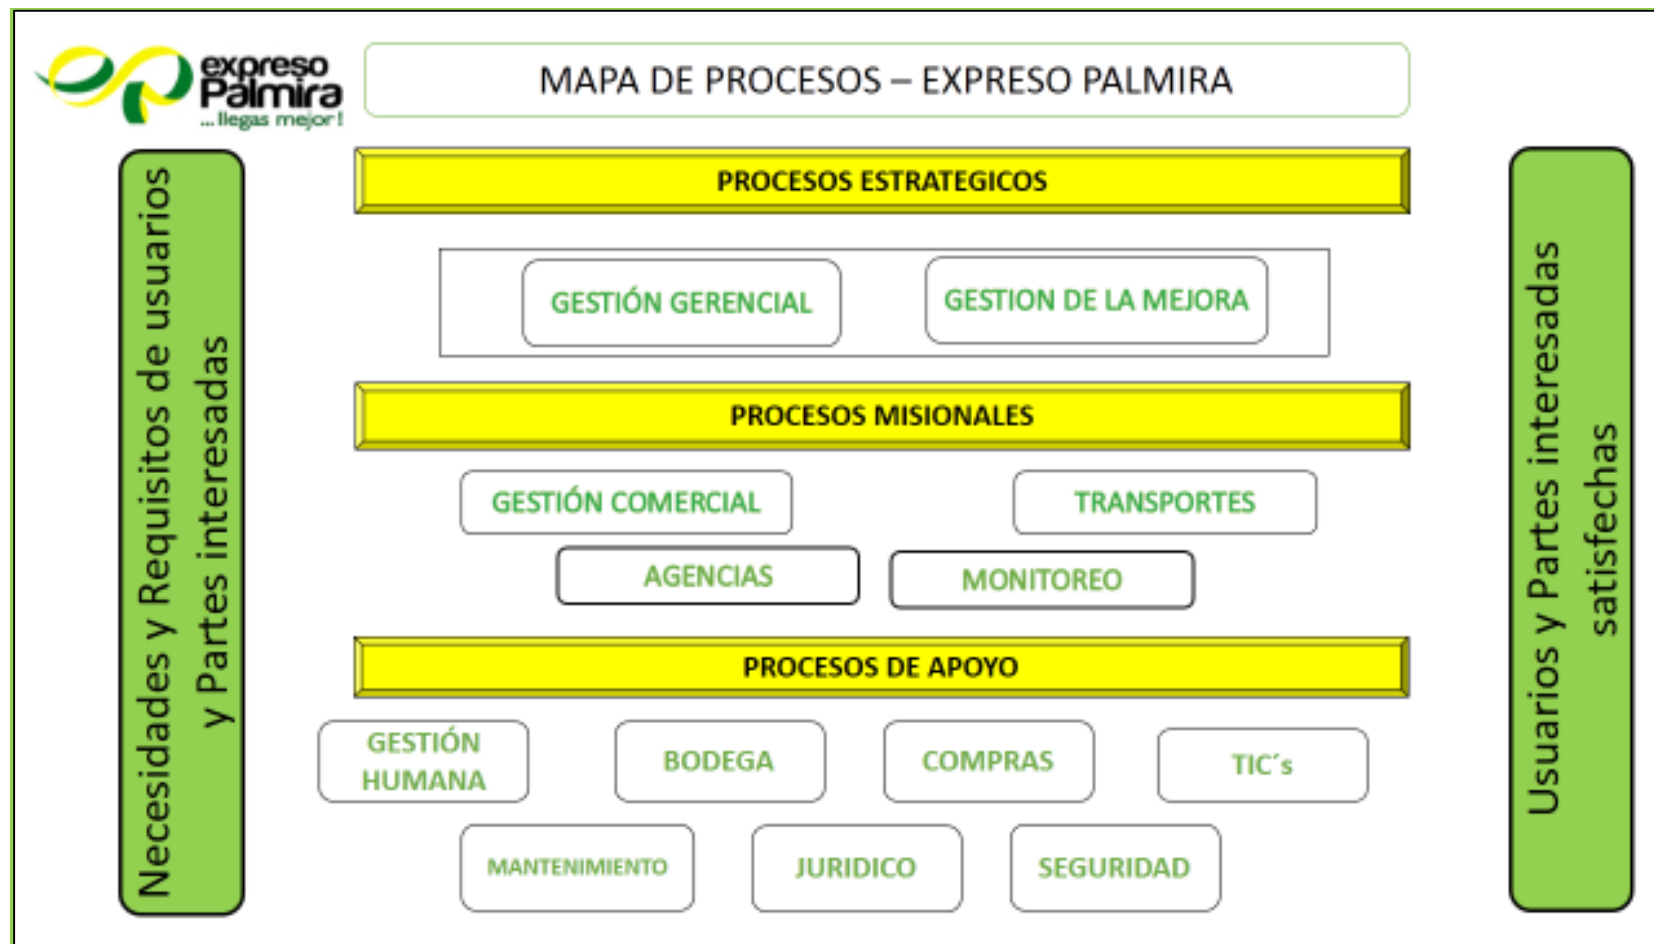 expreso
Palmira
... llegas mejor!
MAPA DE PROCESOS – EXPRESO PALMIRA
Necesidades y Requisitos de usuarios
y Partes interesadas
PROCESOS ESTRATEGICOS
GESTIÓN GERENCIAL
GESTION DE LA MEJORA
PROCESOS MISIONALES
GESTIÓN COMERCIAL
TRANSPORTES
AGENCIAS
MONITOREO
PROCESOS DE APOYO
GESTIÓN
HUMANA
BODEGA
COMPRAS
TIC´s
MANTENIMIENTO
JURIDICO
SEGURIDAD
Usuarios y Partes interesadas
satisfechas